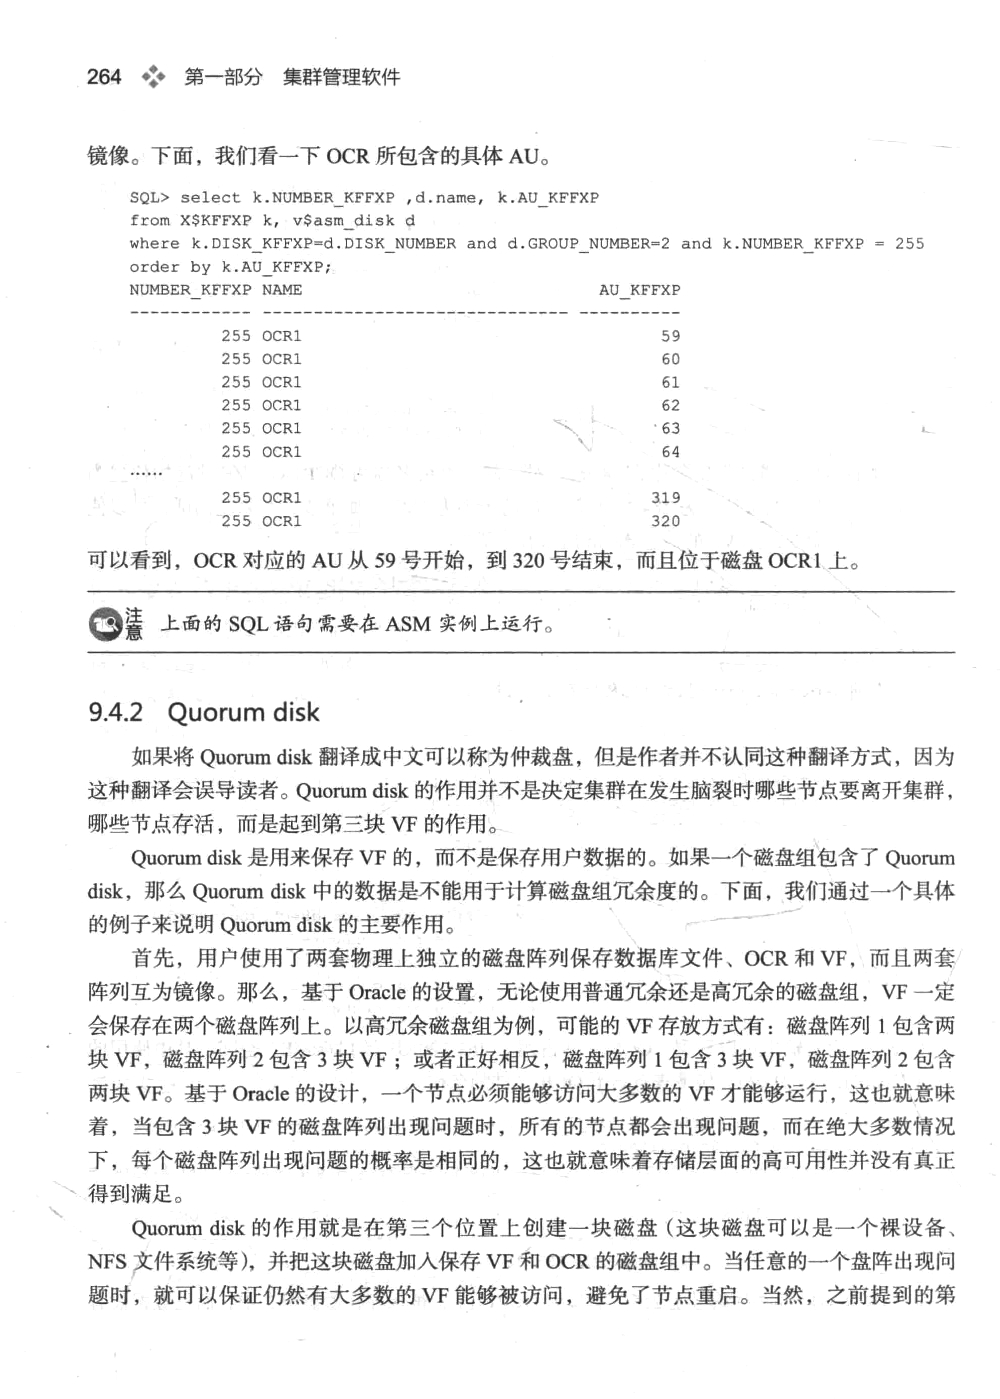 264 第一部分 集群管理软件
镜像。下面，我们看一下 OCR 所包含的具体 AU。
SQL> select k.NUMBER_KFFXP ,d.name, k.AU_KFFXP
from X$KFFXP k, v$asm_disk d
where k.DISK_KFFXP=d.DISK_NUMBER and d.GROUP_NUMBER=2 and k.NUMBER_KFFXP = 255
order by k.AU_KFFXP;
NUMBER_KFFXP NAME AU_KFFXP
------------ ------------------------------ ----------
255 OCR1 59
255 OCR1 60
255 OCR1 61
255 OCR1 62
255 OCR1 63
255 OCR1 64
......
255 OCR1 319
255 OCR1 320
可以看到，OCR 对应的 AU 从 59 号开始，到 320 号结束，而且位于磁盘 OCR1 上。
注意 上面的 SQL 语句需要在 ASM 实例上运行。
9.4.2 Quorum disk
如果将 Quorum disk 翻译成中文可以称为仲裁盘，但是作者并不认同这种翻译方式，因为
这种翻译会误导读者。Quorum disk 的作用并不是决定集群在发生脑裂时哪些节点要离开集群，
哪些节点存活，而是起到第三块 VF 的作用。
Quorum disk 是用来保存 VF 的，而不是保存用户数据的。如果一个磁盘组包含了 Quorum
disk，那么 Quorum disk 中的数据是不能用于计算磁盘组冗余度的。下面，我们通过一个具体
的例子来说明 Quorum disk 的主要作用。
首先，用户使用了两套物理上独立的磁盘阵列保存数据库文件、OCR 和 VF，而且两套
阵列互为镜像。那么，基于 Oracle 的设置，无论使用普通冗余还是高冗余的磁盘组，VF 一定
会保存在两个磁盘阵列上。以高冗余磁盘组为例，可能的 VF 存放方式有：磁盘阵列 1 包含两
块 VF，磁盘阵列 2 包含 3 块 VF；或者正好相反，磁盘阵列 1 包含 3 块 VF，磁盘阵列 2 包含
两块 VF。基于 Oracle 的设计，一个节点必须能够访问大多数的 VF 才能够运行，这也就意味
着，当包含 3 块 VF 的磁盘阵列出现问题时，所有的节点都会出现问题，而在绝大多数情况
下，每个磁盘阵列出现问题的概率是相同的，这也就意味着存储层面的高可用性并没有真正
得到满足。
Quorum disk 的作用就是在第三个位置上创建一块磁盘（这块磁盘可以是一个裸设备、
NFS 文件系统等），并把这块磁盘加入保存 VF 和 OCR 的磁盘组中。当任意的一个盘阵出现问
题时，就可以保证仍然有大多数的 VF 能够被访问，避免了节点重启。当然，之前提到的第